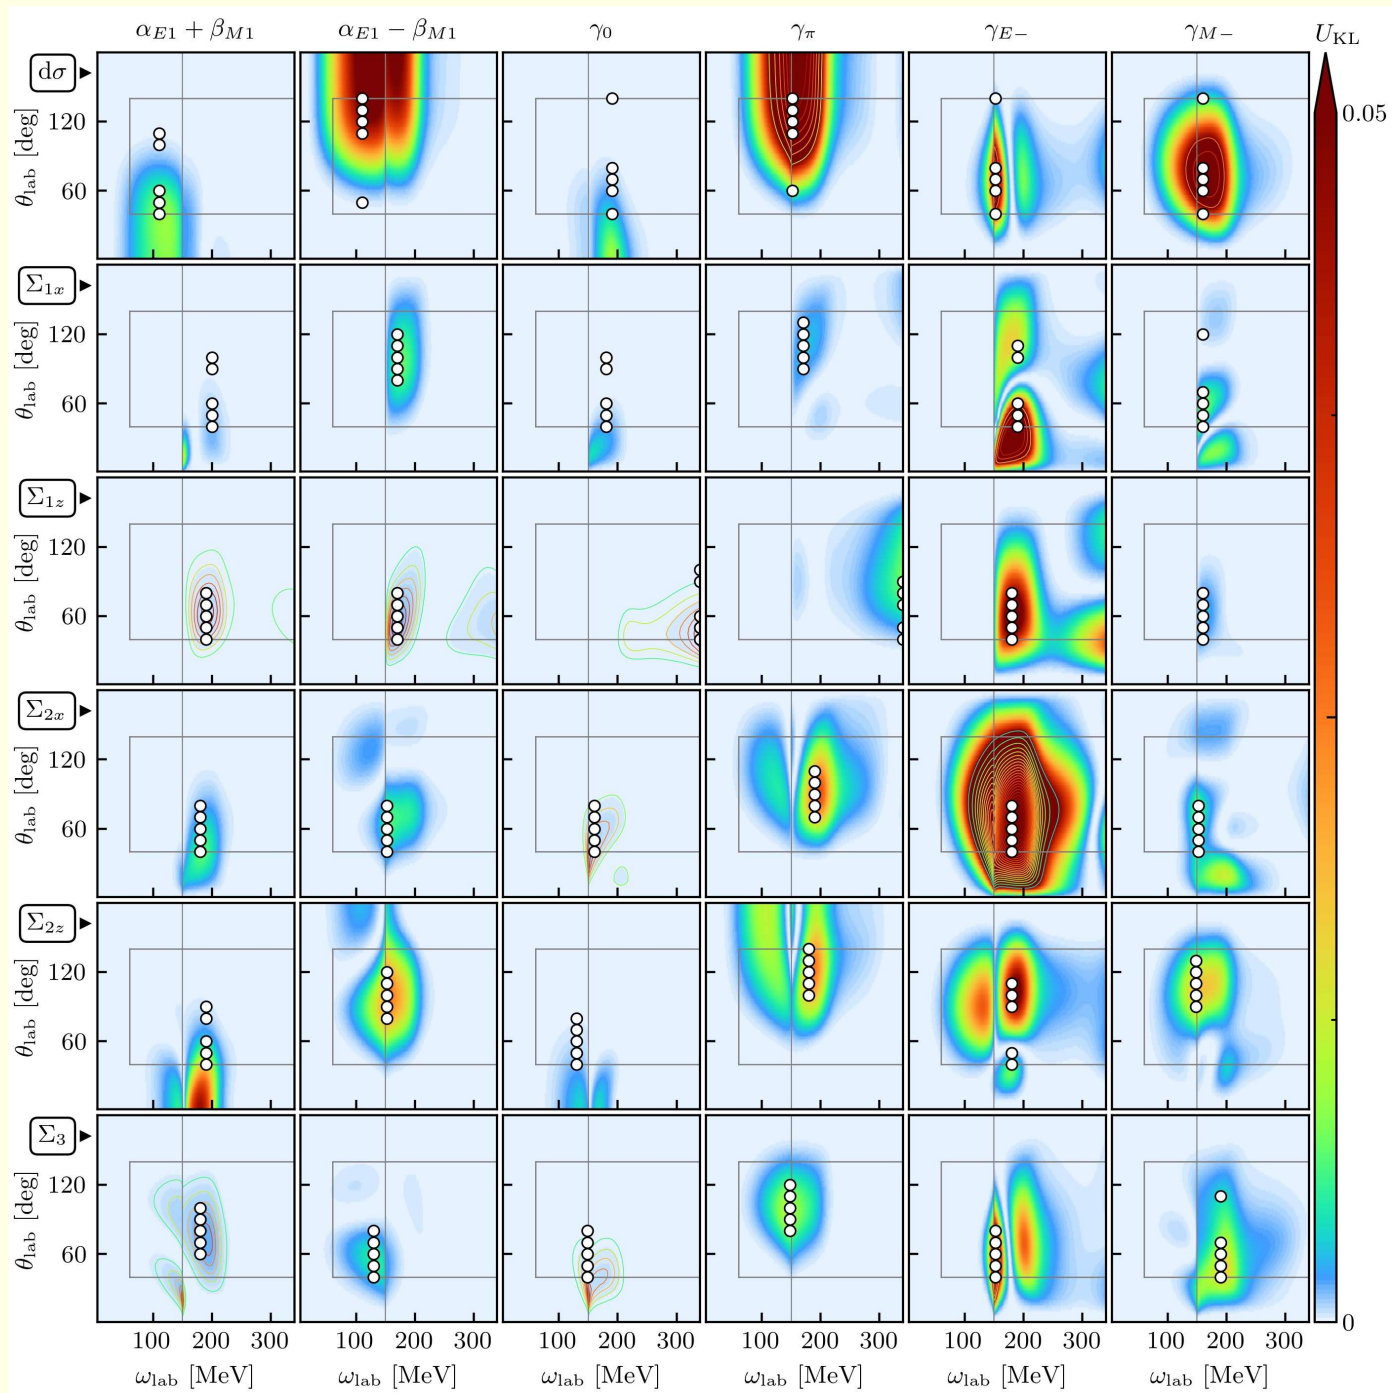 α_{E1} + β_{M1} α_{E1} − β_{M1} γ_0 γ_π γ_{E−} γ_{M−} U_{KL}
dσ
0.05
θ_lab [deg]
120
60
Σ_{1x}
θ_lab [deg]
120
60
Σ_{1z}
θ_lab [deg]
120
60
Σ_{2x}
θ_lab [deg]
120
60
Σ_{2z}
θ_lab [deg]
120
60
Σ_3
θ_lab [deg]
120
60
0
100 200 300 100 200 300 100 200 300 100 200 300 100 200 300 100 200 300
ω_lab [MeV] ω_lab [MeV] ω_lab [MeV] ω_lab [MeV] ω_lab [MeV] ω_lab [MeV]